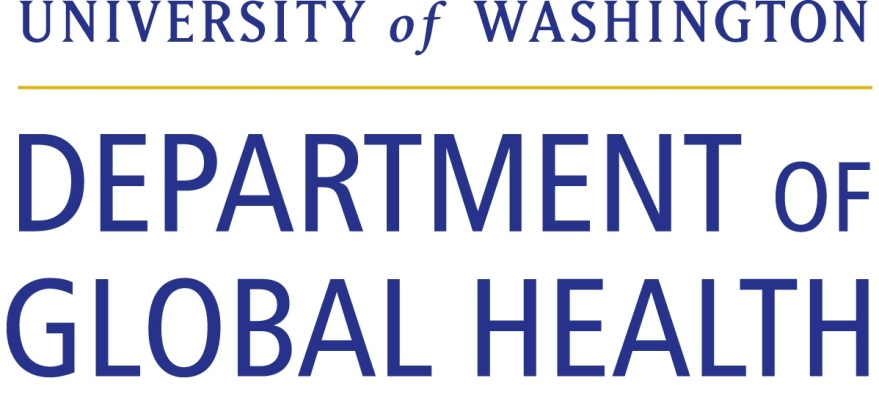 UNIVERSITY of WASHINGTON
DEPARTMENT OF
GLOBAL HEALTH